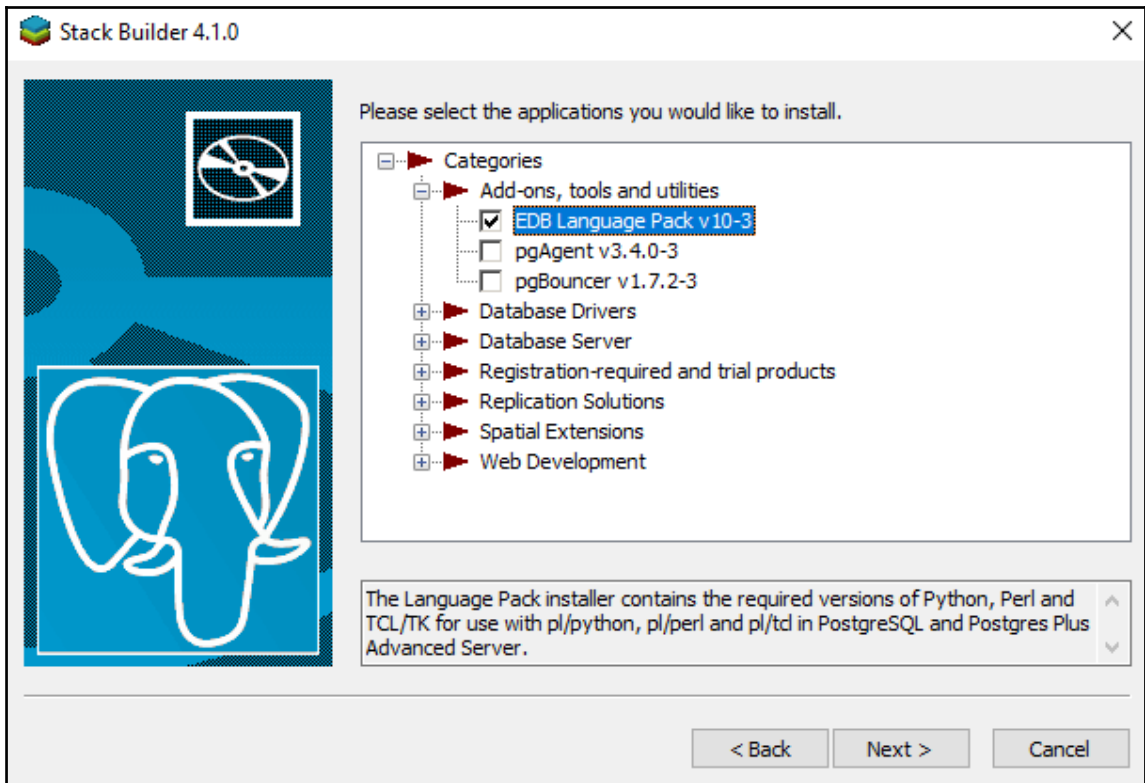 Stack Builder 4.1.0
Please select the applications you would like to install.
Categories
Add-ons, tools and utilities
EDB Language Pack v10-3
pgAgent v3.4.0-3
pgBouncer v1.7.2-3
Database Drivers
Database Server
Registration-required and trial products
Replication Solutions
Spatial Extensions
Web Development
The Language Pack installer contains the required versions of Python, Perl and
TCL/TK for use with pl/python, pl/perl and pl/tcl in PostgreSQL and Postgres Plus
Advanced Server.
< Back Next > Cancel